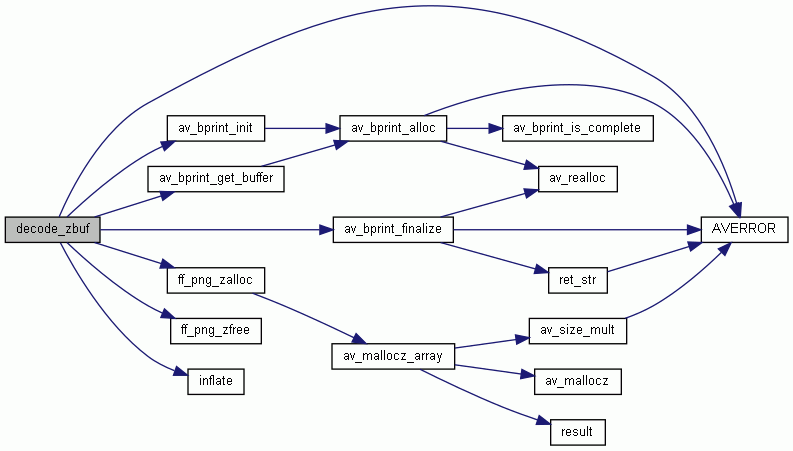 decode_zbuf
av_bprint_init
av_bprint_get_buffer
av_bprint_alloc
av_bprint_is_complete
av_realloc
av_bprint_finalize
AVERROR
ret_str
ff_png_zalloc
ff_png_zfree
inflate
av_mallocz_array
av_size_mult
av_mallocz
result